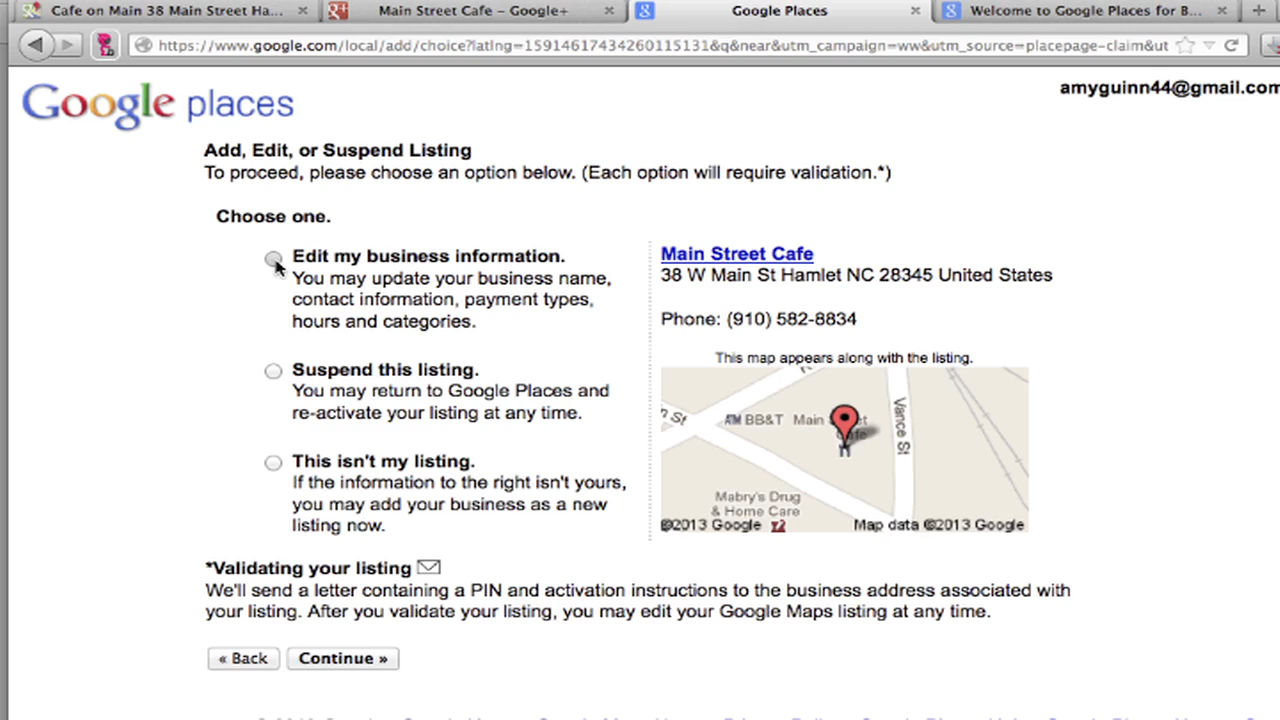 Cafe on Main 38 Main Street Ha...
Main Street Cafe – Google+
Google Places
Welcome to Google Places for B...
https://www.google.com/local/add/choice?latlng=15914617434260115131&q&near&utm_campaign=ww&utm_source=placepage-claim&ut
Google places
amyguinn44@gmail.com
Add, Edit, or Suspend Listing
To proceed, please choose an option below. (Each option will require validation.*)
Choose one.
Edit my business information.
You may update your business name,
contact information, payment types,
hours and categories.
Suspend this listing.
You may return to Google Places and
re-activate your listing at any time.
This isn't my listing.
If the information to the right isn't yours,
you may add your business as a new
listing now.
Main Street Cafe
38 W Main St Hamlet NC 28345 United States
Phone: (910) 582-8834
This map appears along with the listing.
BB&T
Main Street
Cafe
Vance St
Mabry's Drug
& Home Care
©2013 Google
Map data ©2013 Google
*Validating your listing
We'll send a letter containing a PIN and activation instructions to the business address associated with
your listing. After you validate your listing, you may edit your Google Maps listing at any time.
« Back
Continue »